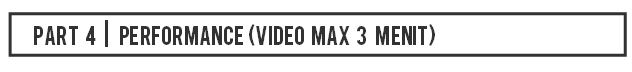 PART 4 | PERFORMANCE (VIDEO MAX 3 MENIT)